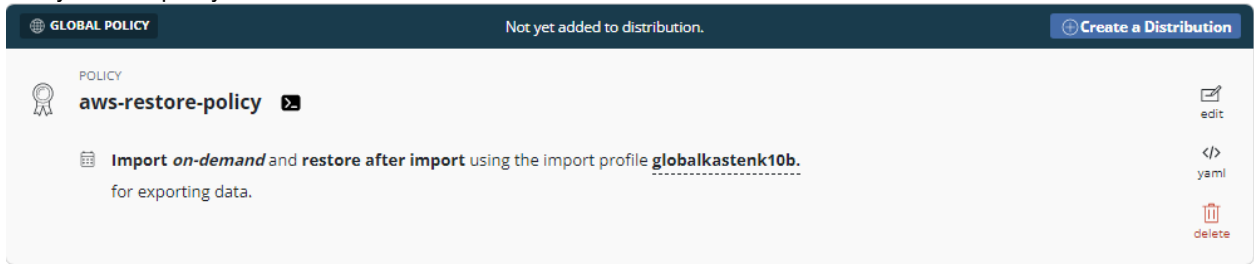 GLOBAL POLICY
Not yet added to distribution.
Create a Distribution
POLICY
aws-restore-policy
edit
Import on-demand and restore after import using the import profile globalkastenk10b.
for exporting data.
</> 
yaml
delete